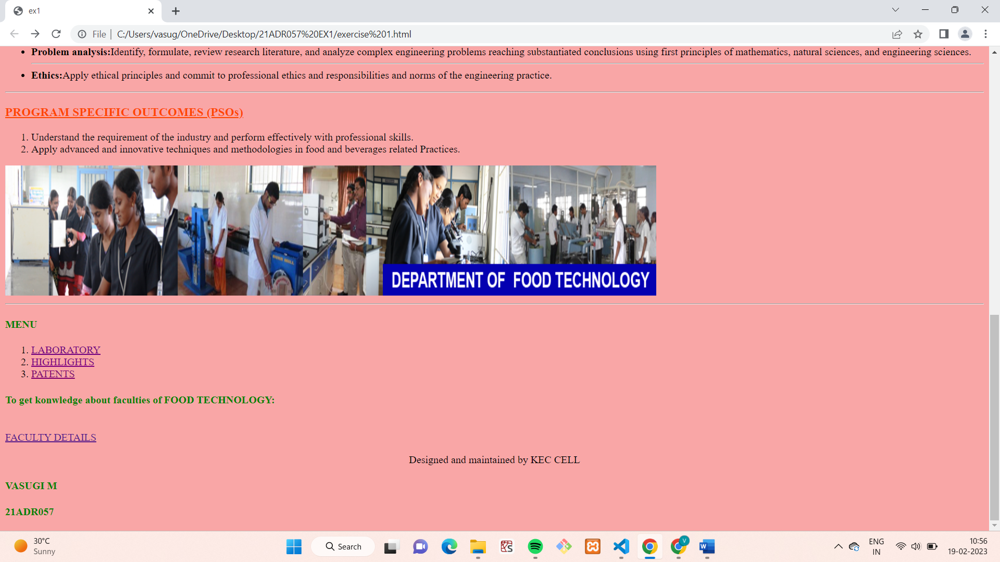 ex1
File | C:/Users/vasug/OneDrive/Desktop/21ADR057%20EX1/exercise%201.html
• Problem analysis:Identify, formulate, review research literature, and analyze complex engineering problems reaching substantiated conclusions using first principles of mathematics, natural sciences, and engineering sciences.
• Ethics:Apply ethical principles and commit to professional ethics and responsibilities and norms of the engineering practice.
PROGRAM SPECIFIC OUTCOMES (PSOs)
1. Understand the requirement of the industry and perform effectively with professional skills.
2. Apply advanced and innovative techniques and methodologies in food and beverages related Practices.
BURR MILL
DEPARTMENT OF FOOD TECHNOLOGY
MENU
1. LABORATORY
2. HIGHLIGHTS
3. PATENTS
To get konwledge about faculties of FOOD TECHNOLOGY:
FACULTY DETAILS
Designed and maintained by KEC CELL
VASUGI M
21ADR057
30°C
Sunny
Search
V
W
ENG
IN
10:56
19-02-2023